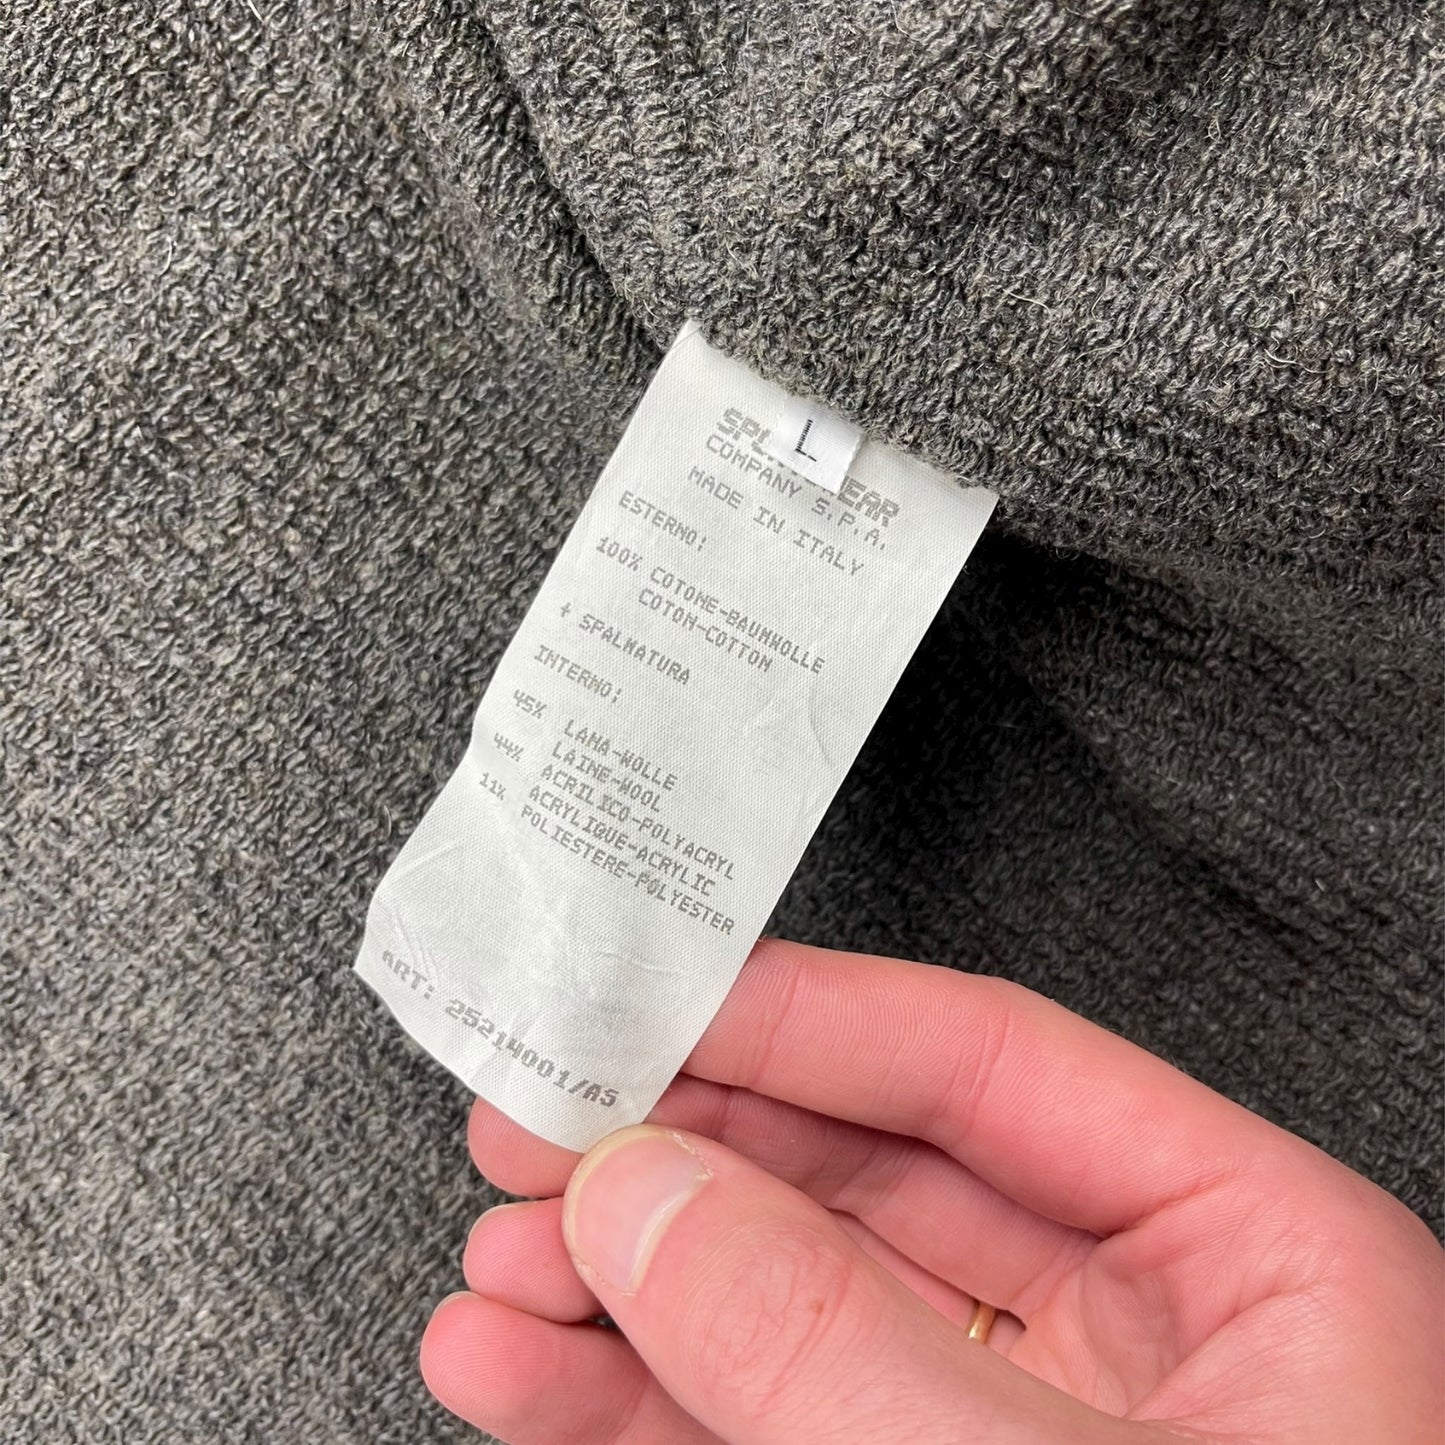 L
COMPANY S.P.A.
MADE IN ITALY
ESTERNO:
100% COTONE-BAUMWOLLE
COTON-COTTON
+ SPALMATURA
INTERNO:
45% LANA-WOLLE
LAINE-WOOL
44% ACRILICO-POLYACRYL
ACRYLIQUE-ACRYLIC
11% POLIESTERE-POLYESTER
ART: 25214001/A5